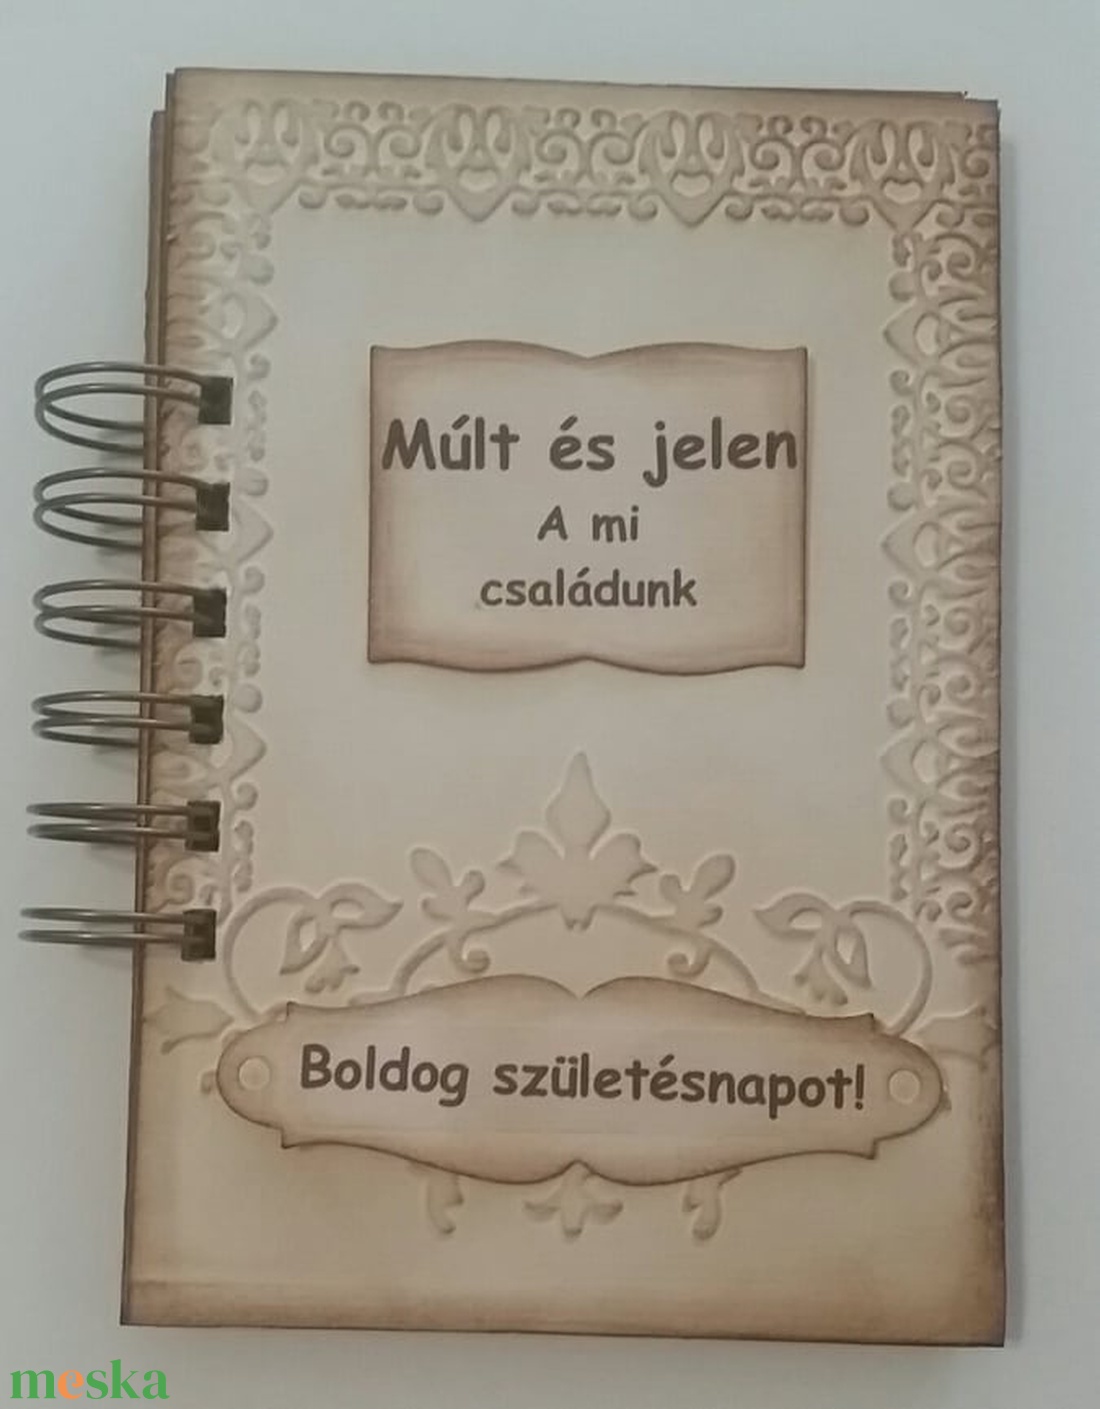 Múlt és jelen
A mi
családunk
Boldog születésnapot!
meska